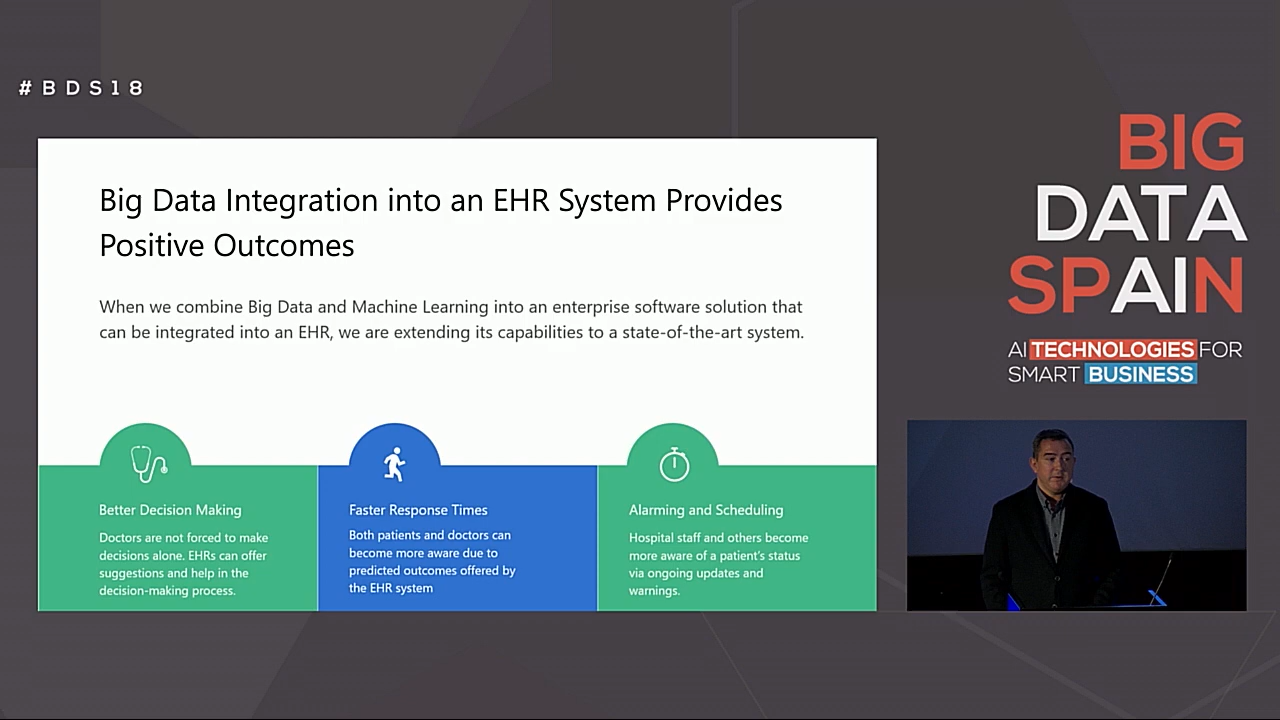 #BDS18
Big Data Integration into an EHR System Provides
Positive Outcomes
When we combine Big Data and Machine Learning into an enterprise software solution that
can be integrated into an EHR, we are extending its capabilities to a state-of-the-art system.
Better Decision Making
Doctors are not forced to make
decisions alone. EHRs can offer
suggestions and help in the
decision-making process.
Faster Response Times
Both patients and doctors can
become more aware due to
predicted outcomes offered by
the EHR system
Alarming and Scheduling
Hospital staff and others become
more aware of a patient's status
via ongoing updates and
warnings.
BIG
DATA
SPAIN
AI TECHNOLOGIES FOR
SMART BUSINESS